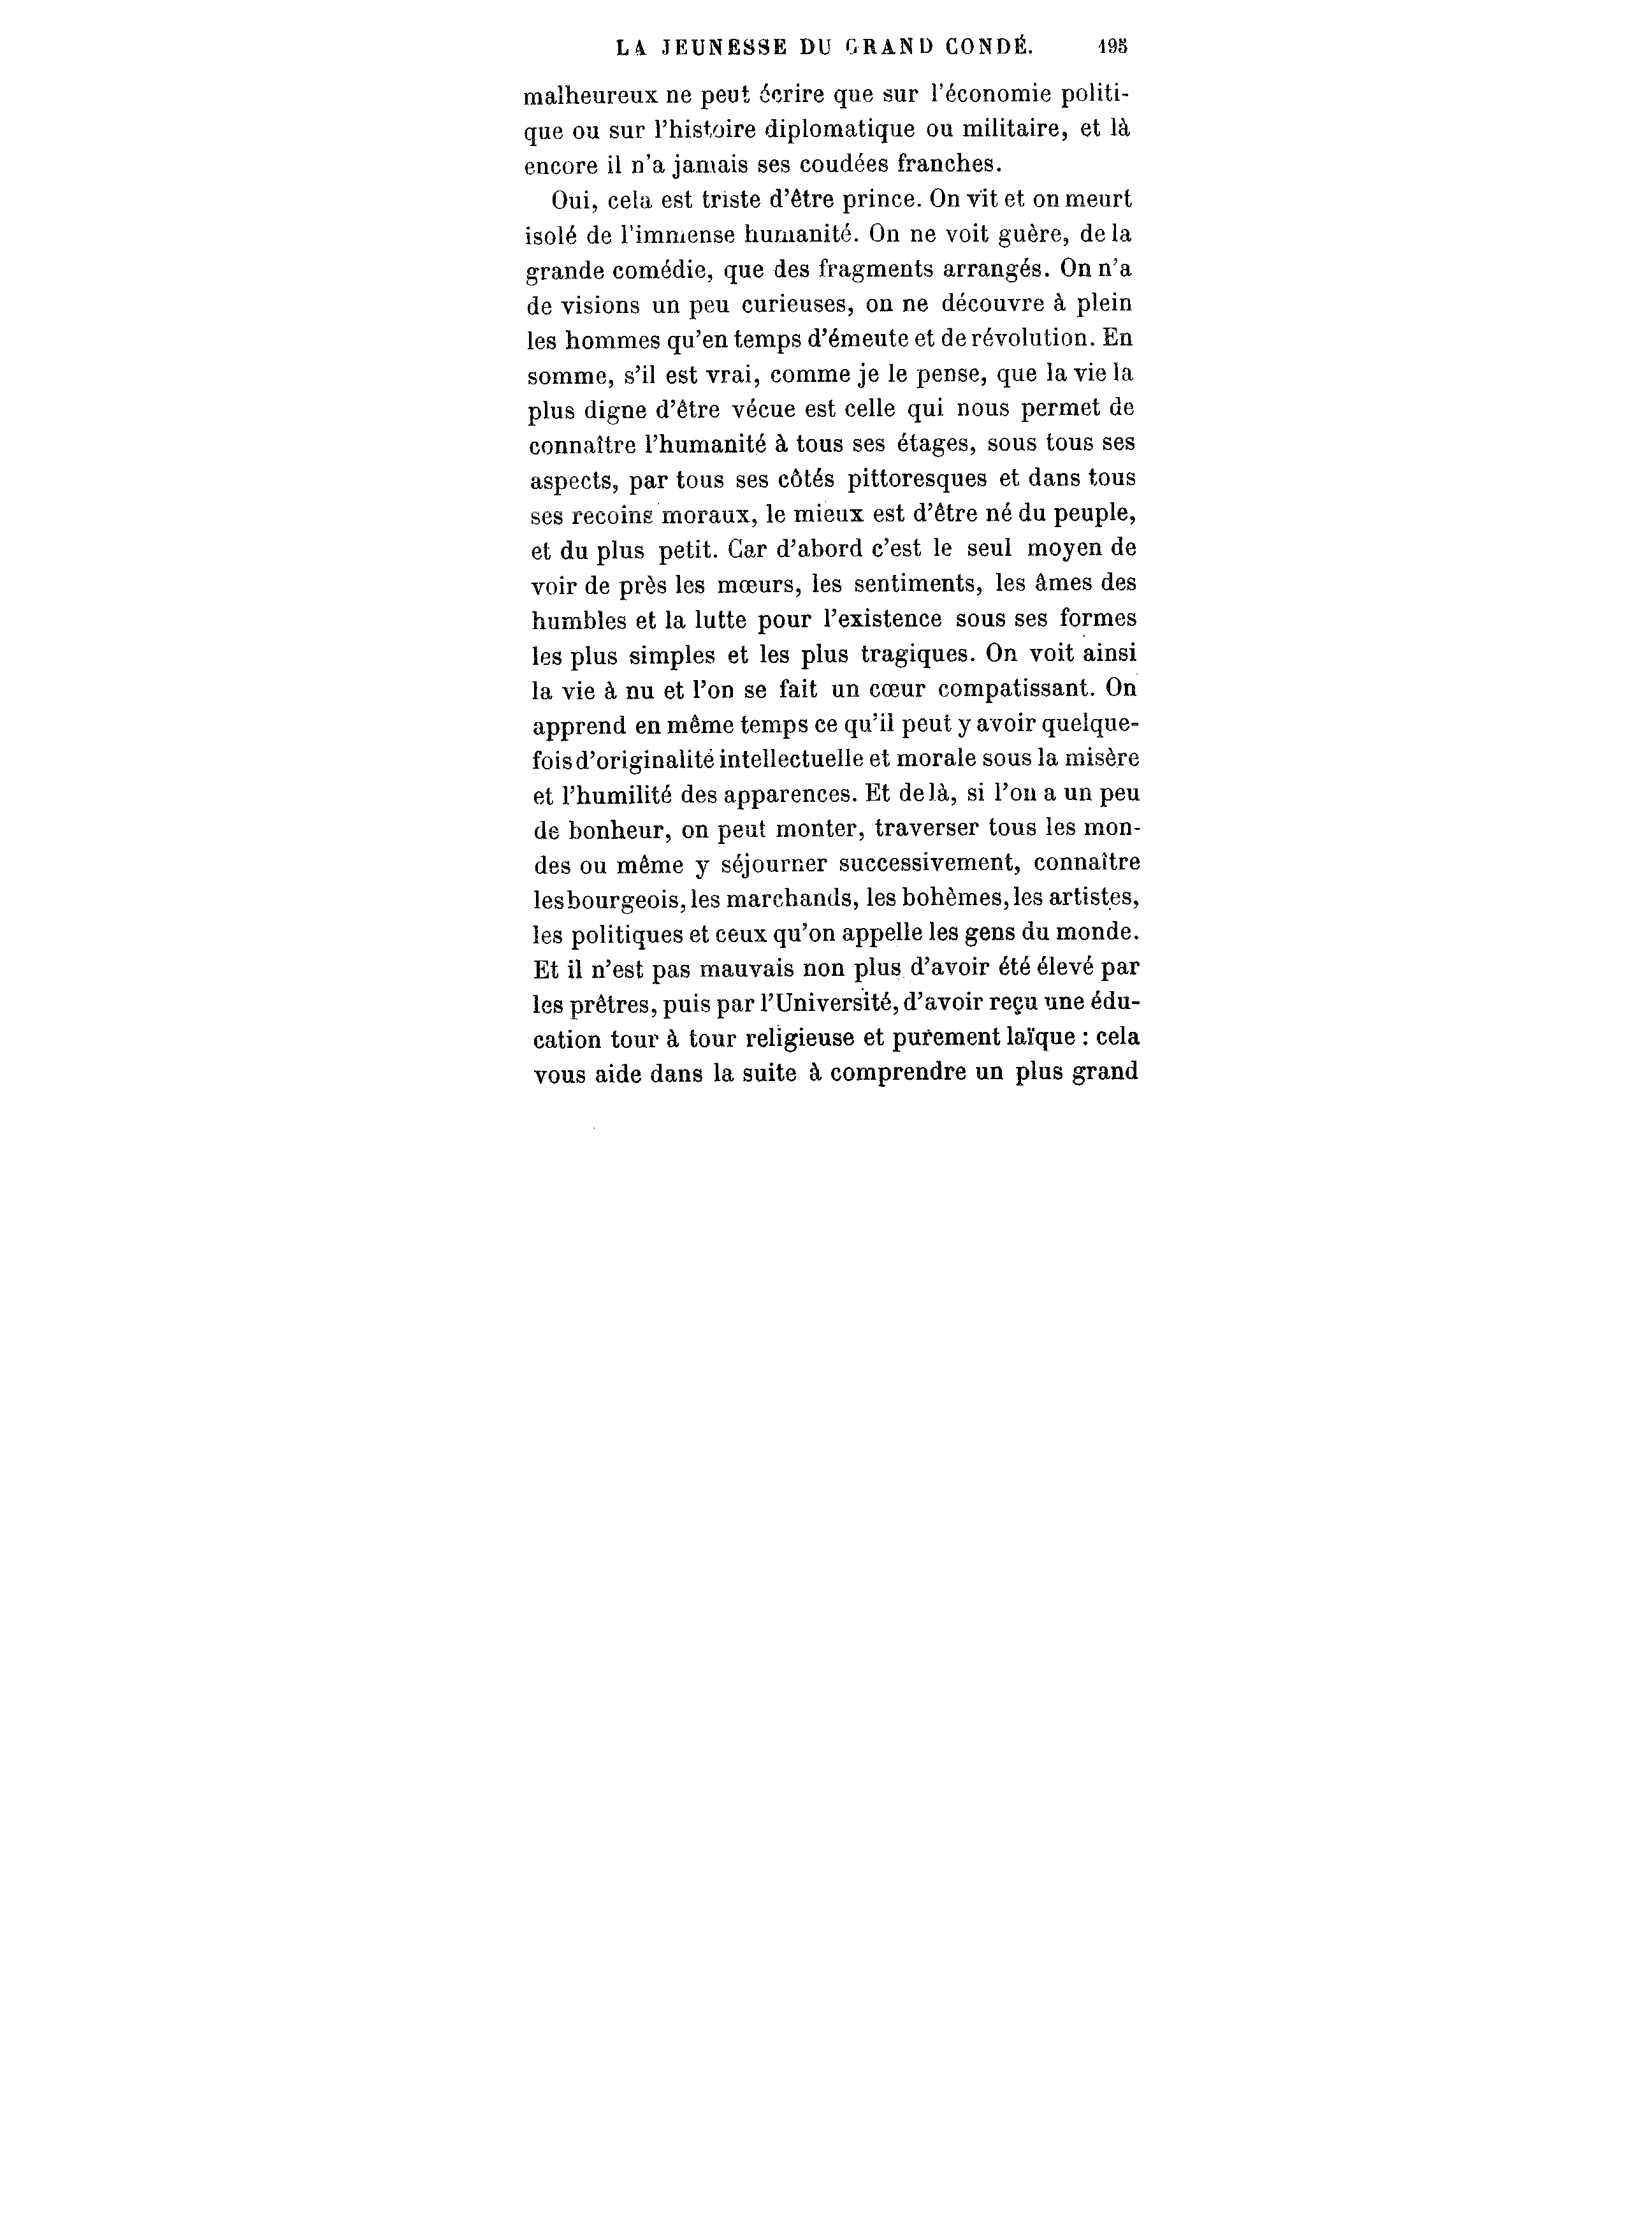 LA JEUNESSE DU GRAND CONDÉ. 195
malheureux ne peut écrire que sur l'économie politi-
que ou sur l'histoire diplomatique ou militaire, et là
encore il n'a jamais ses coudées franches.
Oui, cela est triste d'être prince. On vit et on meurt
isolé de l'immense humanité. On ne voit guère, de la
grande comédie, que des fragments arrangés. On n'a
de visions un peu curieuses, on ne découvre à plein
les hommes qu'en temps d'émeute et de révolution. En
somme, s'il est vrai, comme je le pense, que la vie la
plus digne d'être vécue est celle qui nous permet de
connaître l'humanité à tous ses étages, sous tous ses
aspects, par tous ses côtés pittoresques et dans tous
ses recoins moraux, le mieux est d'être né du peuple,
et du plus petit. Car d'abord c'est le seul moyen de
voir de près les mœurs, les sentiments, les âmes des
humbles et la lutte pour l'existence sous ses formes
les plus simples et les plus tragiques. On voit ainsi
la vie à nu et l'on se fait un cœur compatissant. On
apprend en même temps ce qu'il peut y avoir quelque-
fois d'originalité intellectuelle et morale sous la misère
et l'humilité des apparences. Et de là, si l'on a un peu
de bonheur, on peut monter, traverser tous les mon-
des ou même y séjourner successivement, connaître
les bourgeois, les marchands, les bohèmes, les artistes,
les politiques et ceux qu'on appelle les gens du monde.
Et il n'est pas mauvais non plus d'avoir été élevé par
les prêtres, puis par l'Université, d'avoir reçu une édu-
cation tour à tour religieuse et purement laïque : cela
vous aide dans la suite à comprendre un plus grand